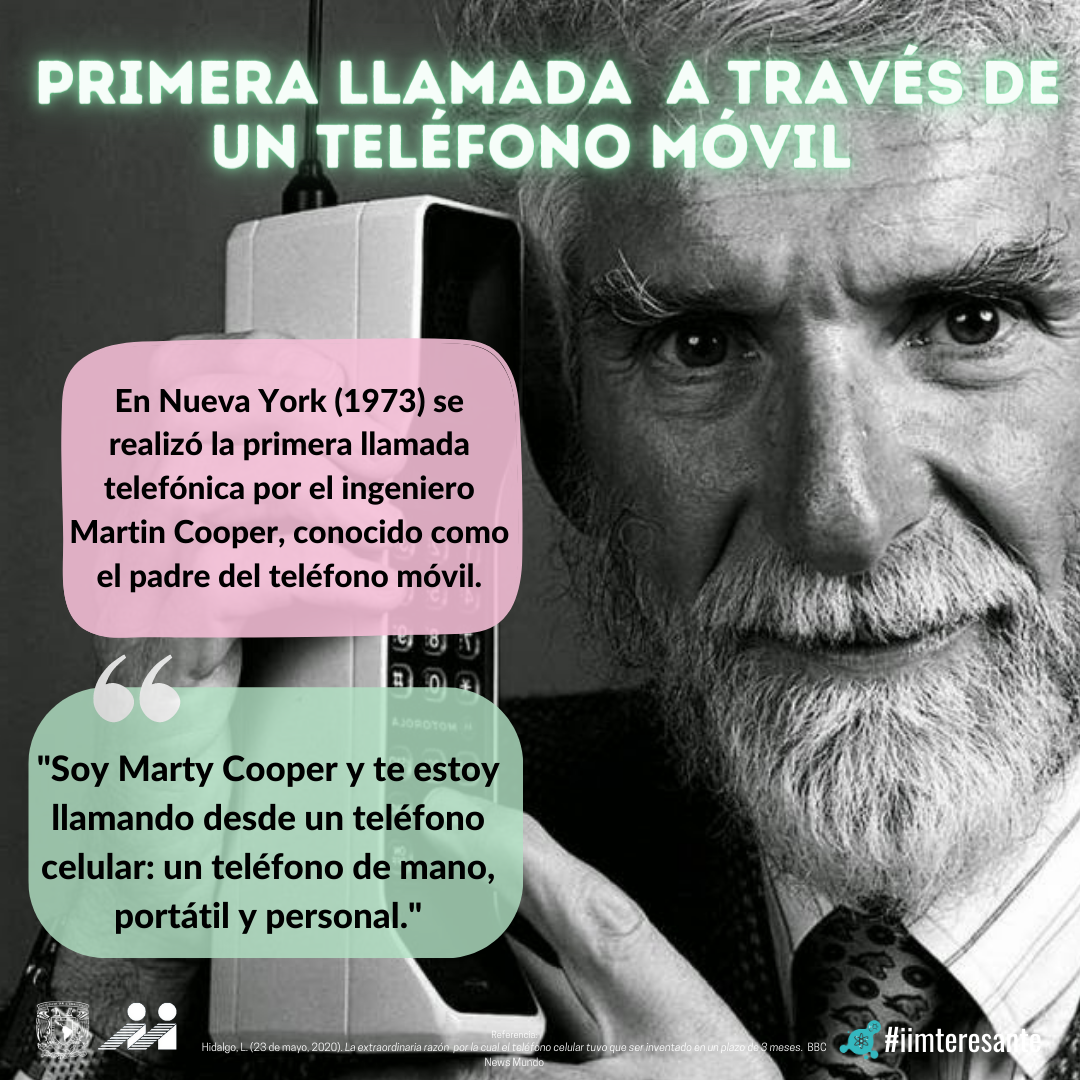 PRIMERA LLAMADA A TRAVÉS DE
UN TELÉFONO MÓVIL
En Nueva York (1973) se
realizó la primera llamada
telefónica por el ingeniero
Martin Cooper, conocido como
el padre del teléfono móvil.
"Soy Marty Cooper y te estoy
llamando desde un teléfono
celular: un teléfono de mano,
portátil y personal."
MOTOROLA
Referencia:
Hidalgo, L. (23 de mayo, 2020). La extraordinaria razón por la cual el teléfono celular tuvo que ser inventado en un plazo de 3 meses. BBC
News Mundo
#iimteresante